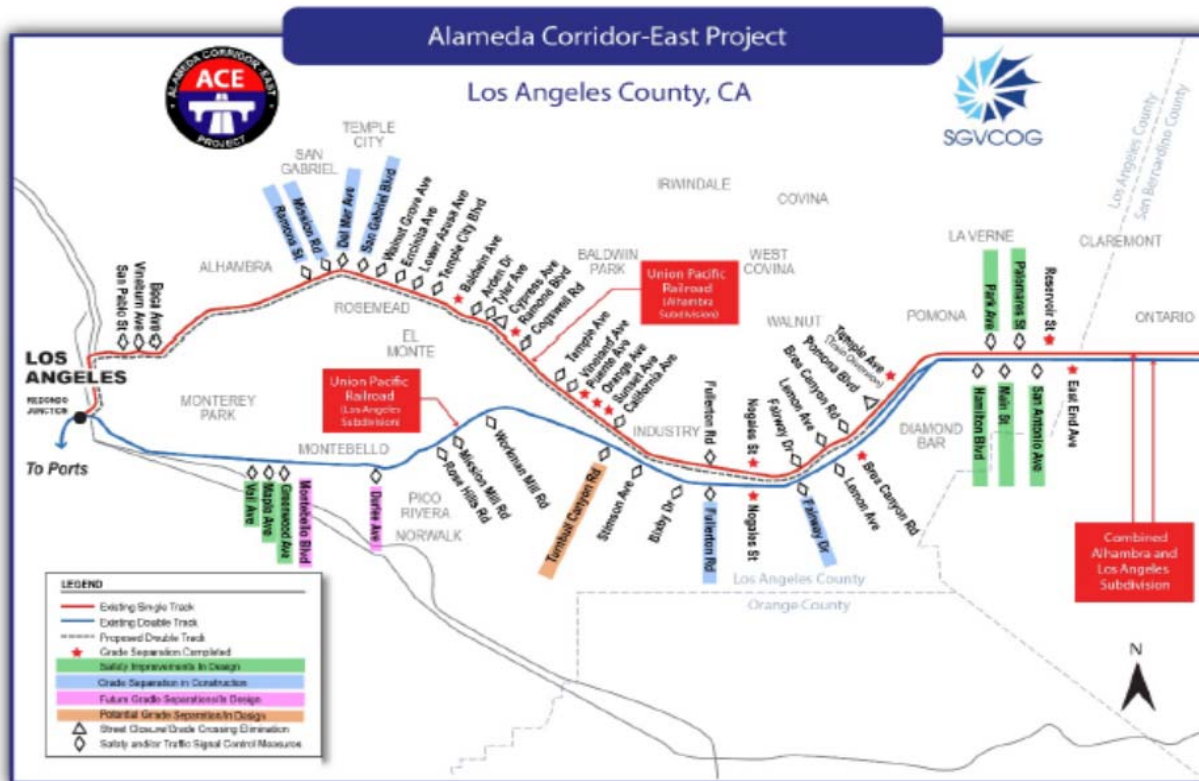 Alameda Corridor-East Project
Los Angeles County, CA
ALAMEDA CORRIDOR-EAST
ACE
PROJECT
SGVCOG
Los Angeles County
San Bernardino County
SAN
GABRIEL
TEMPLE
CITY
ALHAMBRA
ROSEMEAD
EL
MONTE
MONTEREY
PARK
MONTEBELLO
PICO
RIVERA
NORWALK
IRWINDALE
COVINA
BALDWIN
PARK
WEST
COVINA
WALNUT
INDUSTRY
LA VERNE
POMONA
CLAREMONT
ONTARIO
DIAMOND
BAR
LOS
ANGELES
REDONDO
JUNCTION
To Ports
San Pablo St
Vineburn Ave
Boca Ave
Ramona St
Mission Rd
Del Mar Ave
San Gabriel Blvd
Walnut Grove Ave
Encinita Ave
Lower Azusa Ave
Temple City Blvd
Baldwin Ave
Arden Dr
Tyler Ave
Cypress Ave
Ramona Blvd
Cogswell Rd
Temple Ave
Vineland Ave
Puente Ave
Orange Ave
Sunset Ave
California Ave
Fullerton Rd
Nogales St
Fairway Dr
Lemon Ave
Brea Canyon Rd
Pomona Blvd
Temple Ave
(Train Diversion)
Park Ave
Palomares St
Reservoir St
Union Pacific
Railroad
(Alhambra
Subdivision)
Union Pacific
Railroad
(Los Angeles
Subdivision)
Vail Ave
Maple Ave
Greenwood Ave
Montebello Blvd
Durfee Ave
Rose Hills Rd
Mission Mill Rd
Workman Mill Rd
Turnbull Canyon Rd
Stimson Ave
Bixby Dr
Fullerton Rd
Nogales St
Fairway Dr
Lemon Ave
Brea Canyon Rd
Hamilton Blvd
Main St
San Antonio Ave
East End Ave
Combined
Alhambra and
Los Angeles
Subdivision
Los Angeles County
Orange County
N
LEGEND
Existing Single Track
Existing Double Track
Proposed Double Track
Grade Separation Completed
Safety Improvements In Design
Grade Separation in Construction
Future Grade Separations/In Design
Potential Grade Separation/In Design
Street Closure/Grade Crossing Elimination
Safety and/or Traffic Signal Control Measures